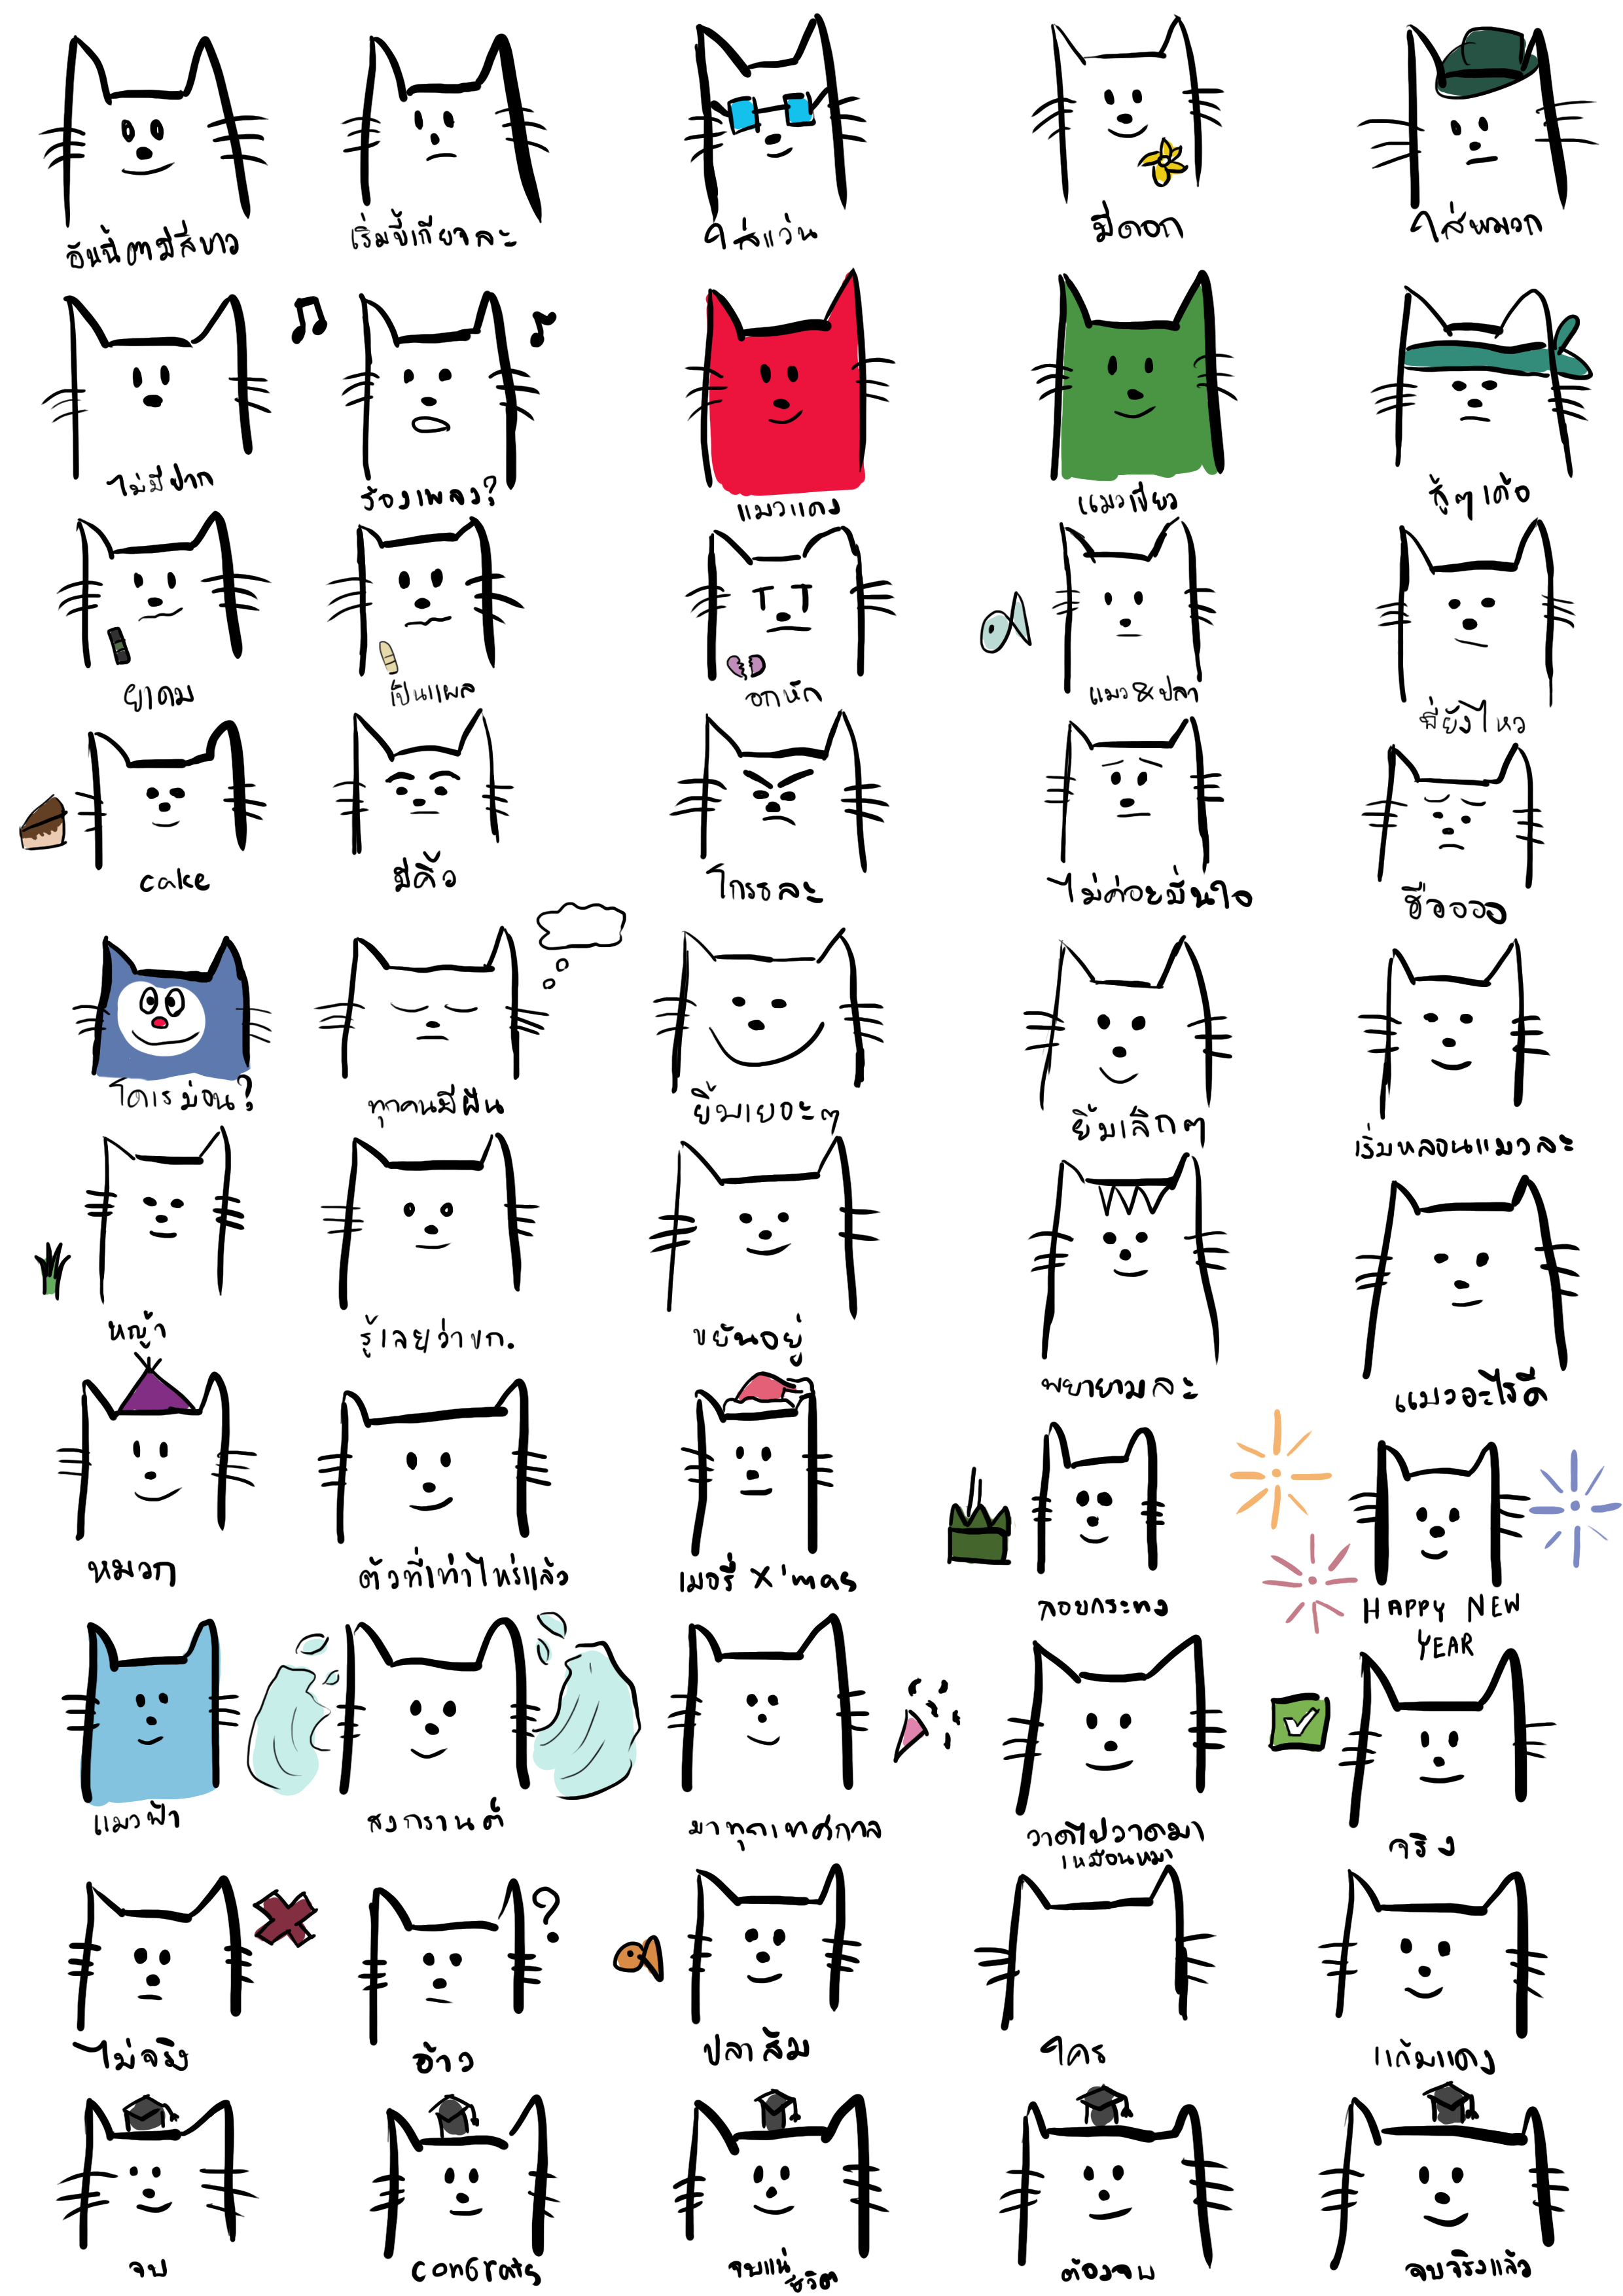 อันนี้ตามีสีขาว
เริ่มขี้เกียจละ
ใส่แว่น
มีดอก
ใส่หมวก
ไม่มีปาก
ร้องเพลง?
แมวแดง
แมวเขียว
สู้ๆเด้อ
ยาดม
เป็นแผล
อกหัก
แมว&ปลา
พี่ยังไหว
cake
มีคิ้ว
โกรธละ
ไม่ค่อยมั่นใจ
ฮือออออ
โดเรม่อน?
ทุกคนมีฝัน
ยิ้มเยอะๆ
ยิ้มเลิกๆ
เริ่มหลอนแมวละ
หญ้า
รู้เลยว่าขก.
ขยันอยู่
พยายามละ
แมวอะไรดี
หมวก
ตัวที่เท่าไหร่แล้ว
เมอรี่ X'mas
ลอยกระทง
HAPPY NEW
YEAR
แมวฟ้า
สงกรานต์
มาทุกเทศกาล
วาดไปวาดมา
เหมือนหมา
จริง
ไม่จริง
อ้าว
ปลาส้ม
ใคร
แก้มแดง
จบ
congrats
จบแน่
ชีวิต
ต้องจบ
จบจริงแล้ว